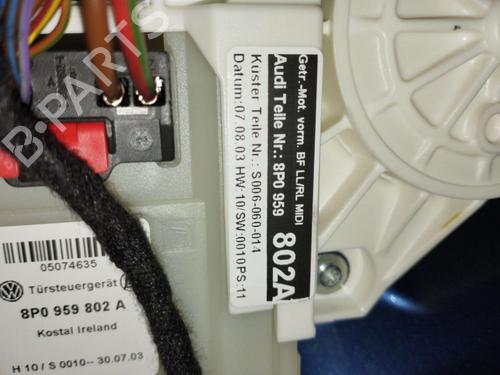 Getr.-Mot. vorm. BF LL/RL MIDI
Audi Teile Nr.: 8P0 959 802A
Küster Teile Nr.: S006-060-014
Datum:07.08.03 HW:10/SW:0010PS:11
05074635
Türsteuergerät
8P0 959 802 A
Kostal Ireland
H 10 / S 0010-- 30.07.03
B-PARTS